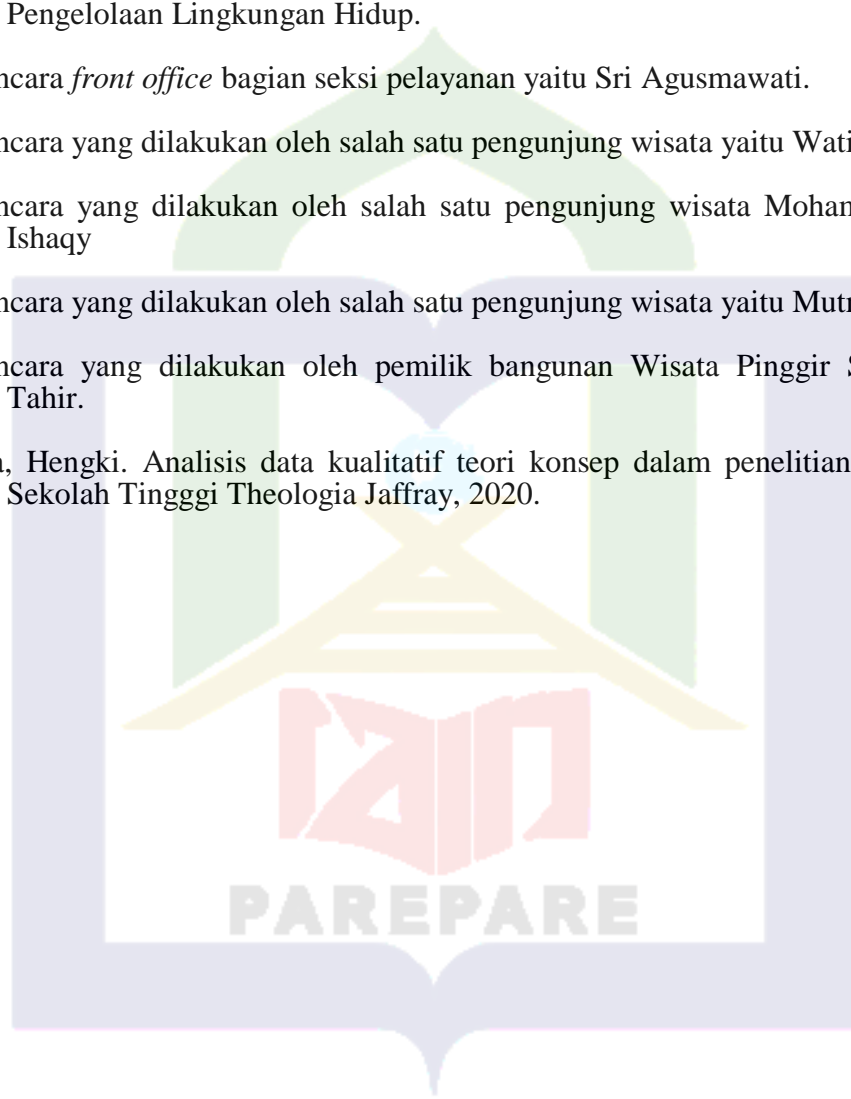 Pengelolaan Lingkungan Hidup.
ncara front office bagian seksi pelayanan yaitu Sri Agusmawati.
ncara yang dilakukan oleh salah satu pengunjung wisata yaitu Wati
ncara yang dilakukan oleh salah satu pengunjung wisata Mohan
Ishaqy
ncara yang dilakukan oleh salah satu pengunjung wisata yaitu Mutr
ncara yang dilakukan oleh pemilik bangunan Wisata Pinggir S
Tahir.
a, Hengki. Analisis data kualitatif teori konsep dalam penelitian
Sekolah Tingggi Theologia Jaffray, 2020.
iain
PAREPARE